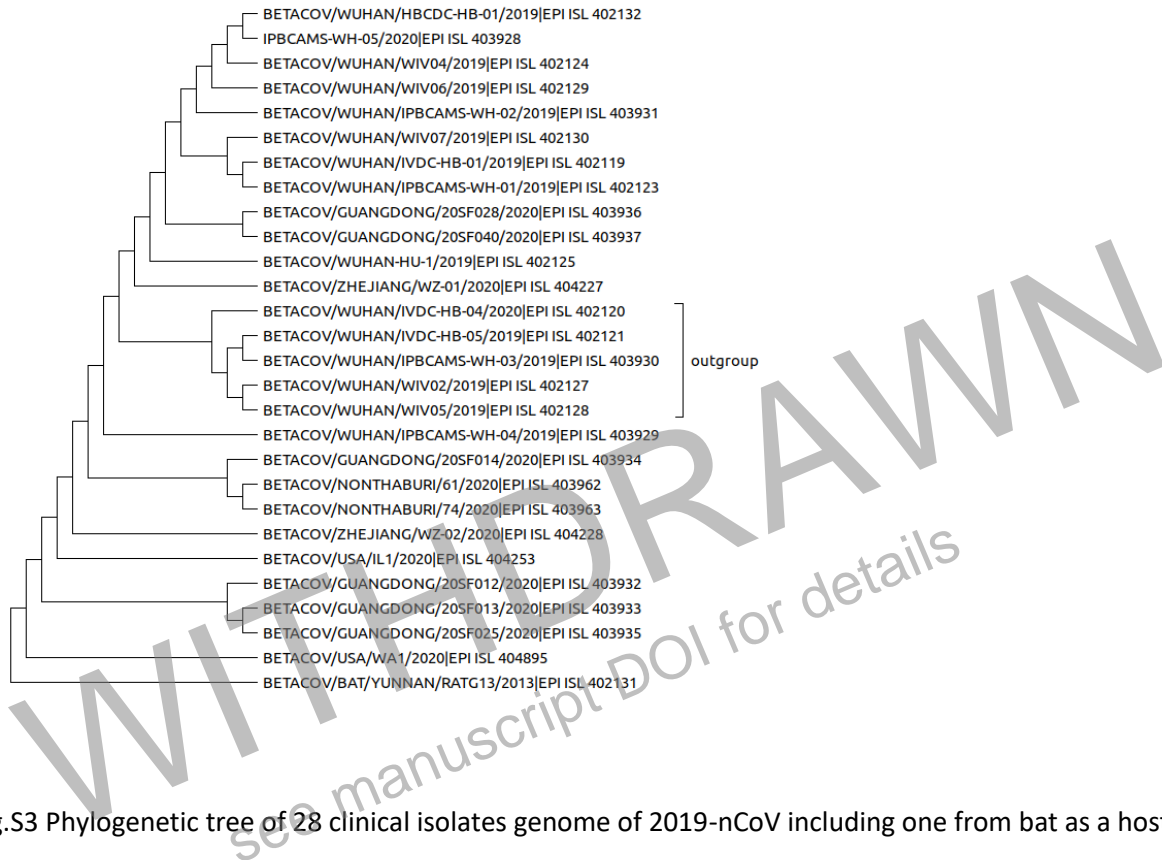 BETACOV/WUHAN/HBCDC-HB-01/2019|EPI ISL 402132
IPBCAMS-WH-05/2020|EPI ISL 403928
BETACOV/WUHAN/WIV04/2019|EPI ISL 402124
BETACOV/WUHAN/WIV06/2019|EPI ISL 402129
BETACOV/WUHAN/IPBCAMS-WH-02/2019|EPI ISL 403931
BETACOV/WUHAN/WIV07/2019|EPI ISL 402130
BETACOV/WUHAN/IVDC-HB-01/2019|EPI ISL 402119
BETACOV/WUHAN/IPBCAMS-WH-01/2019|EPI ISL 402123
BETACOV/GUANGDONG/20SF028/2020|EPI ISL 403936
BETACOV/GUANGDONG/20SF040/2020|EPI ISL 403937
BETACOV/WUHAN-HU-1/2019|EPI ISL 402125
BETACOV/ZHEJIANG/WZ-01/2020|EPI ISL 404227
BETACOV/WUHAN/IVDC-HB-04/2020|EPI ISL 402120
BETACOV/WUHAN/IVDC-HB-05/2019|EPI ISL 402121
BETACOV/WUHAN/IPBCAMS-WH-03/2019|EPI ISL 403930
outgroup
BETACOV/WUHAN/WIV02/2019|EPI ISL 402127
BETACOV/WUHAN/WIV05/2019|EPI ISL 402128
BETACOV/WUHAN/IPBCAMS-WH-04/2019|EPI ISL 403929
BETACOV/GUANGDONG/20SF014/2020|EPI ISL 403934
BETACOV/NONTHABURI/61/2020|EPI ISL 403962
BETACOV/NONTHABURI/74/2020|EPI ISL 403963
BETACOV/ZHEJIANG/WZ-02/2020|EPI ISL 404228
BETACOV/USA/IL1/2020|EPI ISL 404253
BETACOV/GUANGDONG/20SF012/2020|EPI ISL 403932
BETACOV/GUANGDONG/20SF013/2020|EPI ISL 403933
BETACOV/GUANGDONG/20SF025/2020|EPI ISL 403935
BETACOV/USA/WA1/2020|EPI ISL 404895
BETACOV/BAT/YUNNAN/RATG13/2013|EPI ISL 402131
WITHDRAWN
see manuscript DOI for details
g.S3 Phylogenetic tree of 28 clinical isolates genome of 2019-nCoV including one from bat as a host